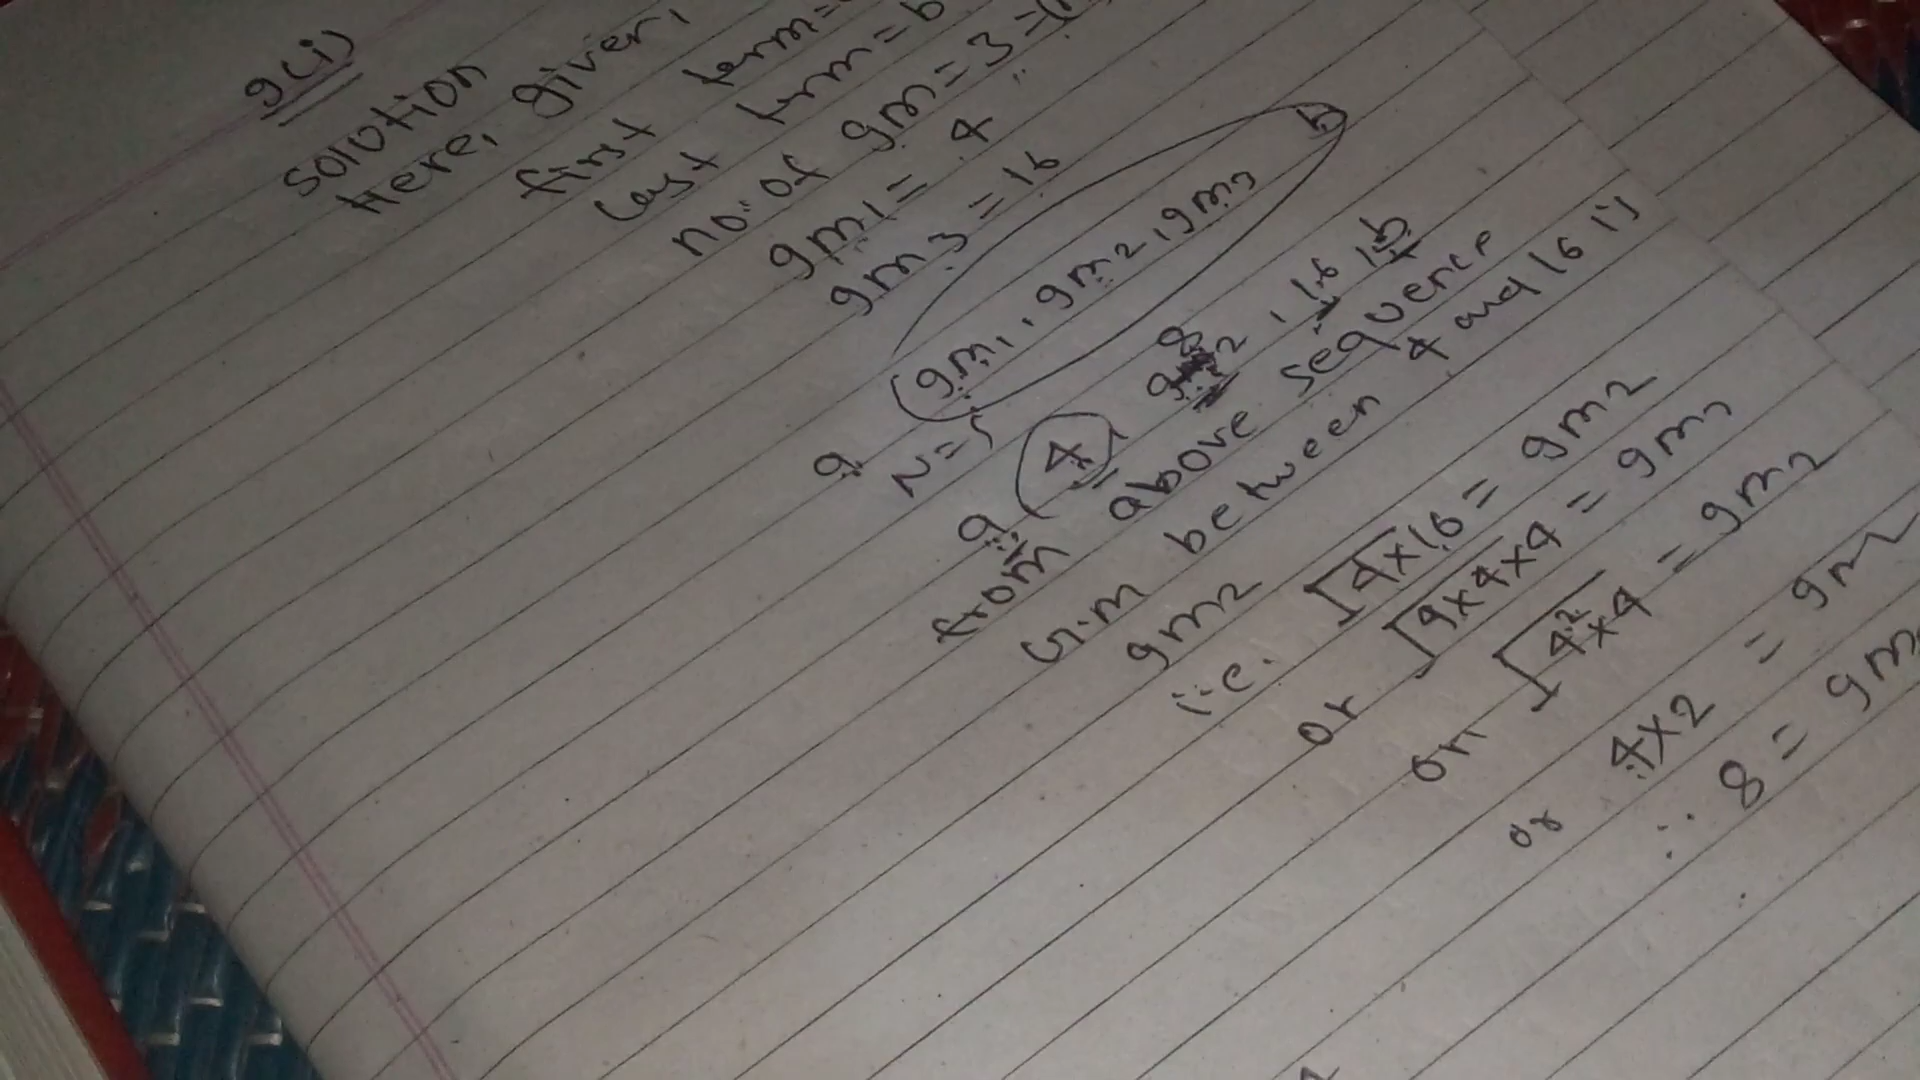 9(i)
solution
Here, given,
first term =
last term = b
no. of gm = 3 =
gm1 = 4
gm3 = 16
a (gm1, gm2, gm3 b
N = 5
a (4) 8 , 16 , b
from above sequence
G.M between 4 and 16 is
gm2
i.e. √4×16 = gm2
or √4×4×4 = gm2
or, √4²×4 = gm2
or 4×2 = gm2
∴ 8 = gm